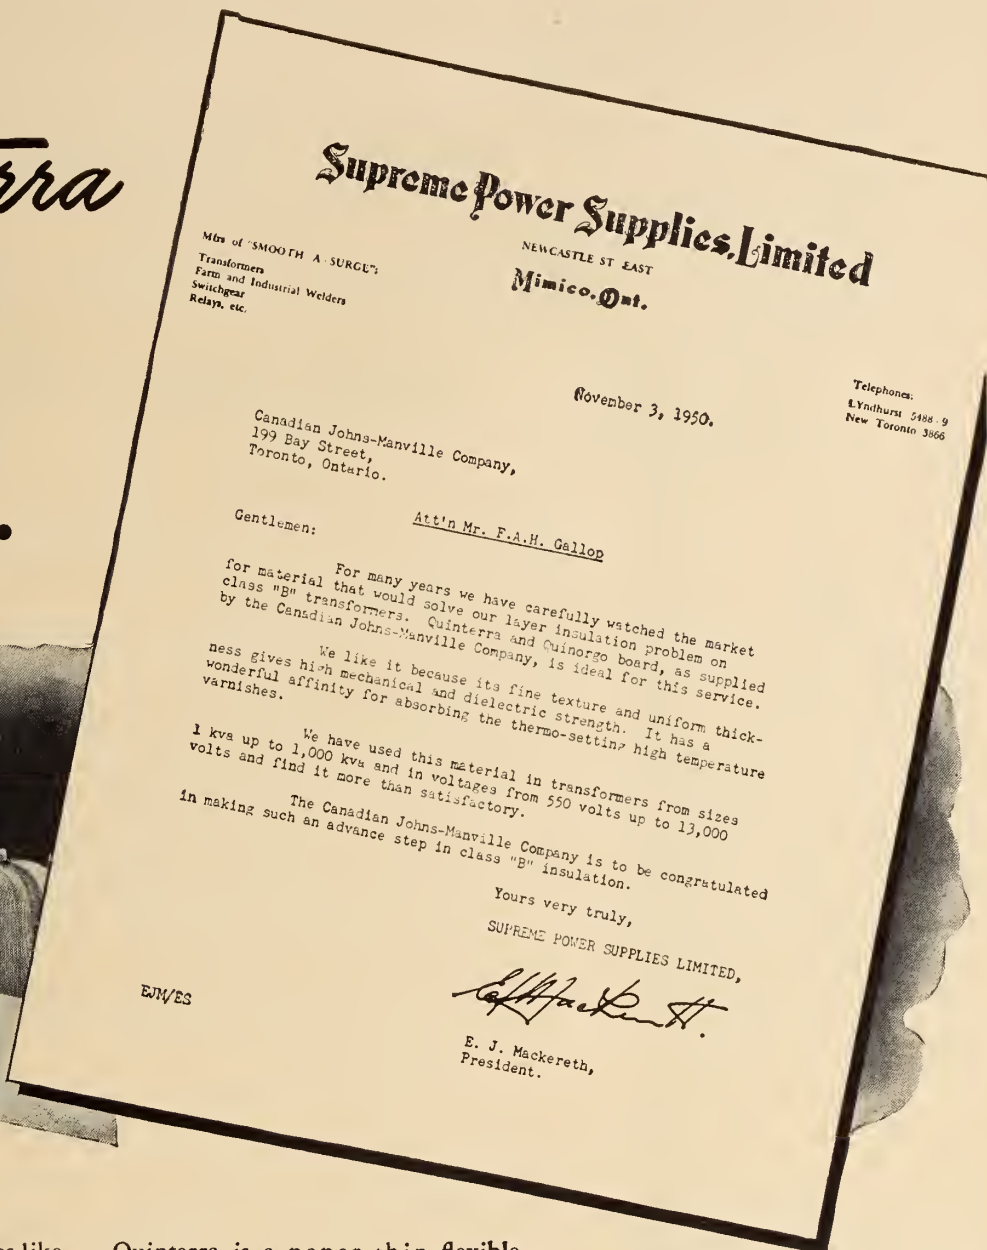 rra
Supreme Power Supplies, Limited
NEWCASTLE ST EAST
Mimico, Ont.
Mfrs of "SMOOTH A SURGE":
Transformers
Farm and Industrial Welders
Switchgear
Relays, etc.
Telephones:
LYndhurst 5488 - 9
New Toronto 3866
November 3, 1950.
Canadian Johns-Manville Company,
199 Bay Street,
Toronto, Ontario.
Att'n Mr. F.A.H. Gallop
Gentlemen:
For many years we have carefully watched the market
for material that would solve our layer insulation problem on
class "B" transformers. Quinterra and Quinorgo board, as supplied
by the Canadian Johns-Manville Company, is ideal for this service.
We like it because its fine texture and uniform thick-
ness gives high mechanical and dielectric strength. It has a
wonderful affinity for absorbing the thermo-setting high temperature
varnishes.
We have used this material in transformers from sizes
1 kva up to 1,000 kva and in voltages from 550 volts up to 13,000
volts and find it more than satisfactory.
The Canadian Johns-Manville Company is to be congratulated
in making such an advance step in class "B" insulation.
Yours very truly,
SUPREME POWER SUPPLIES LIMITED,
EJM/ES
E. J. Mackereth,
President.
like Quinterra is a paper thin flexible